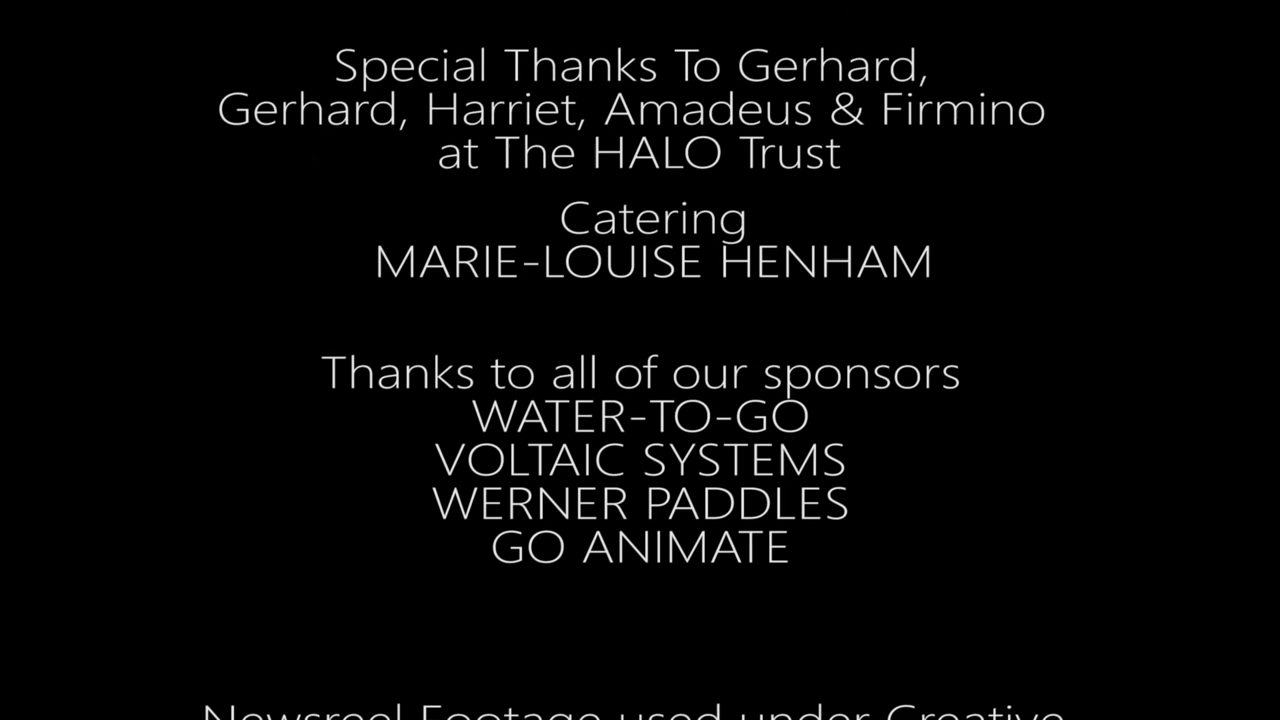 Special Thanks To Gerhard,
Gerhard, Harriet, Amadeus & Firmino
at The HALO Trust
Catering
MARIE-LOUISE HENHAM
Thanks to all of our sponsors
WATER-TO-GO
VOLTAIC SYSTEMS
WERNER PADDLES
GO ANIMATE
Newsreel Footage used under Creative